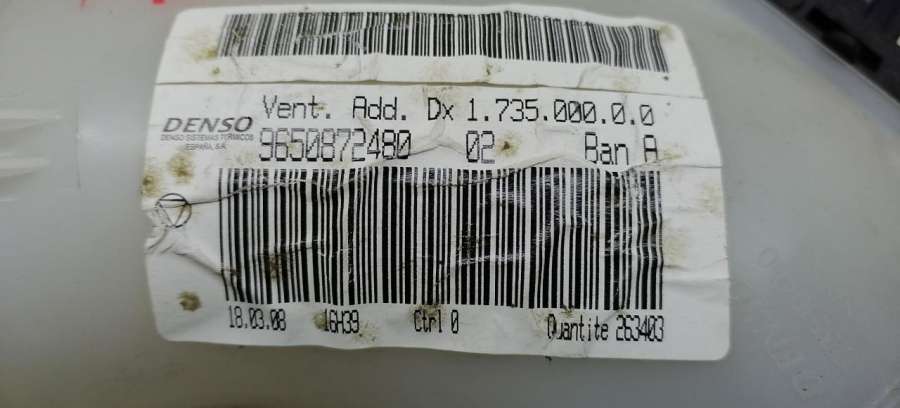 Vent. Add. Dx 1.735.000.0.0
DENSO
DENSO SISTEMAS TÉRMICOS
ESPAÑA, S.A.
9650872480 02 Ban A
18.03.08 16H39 Ctrl 0 Quantite 263403